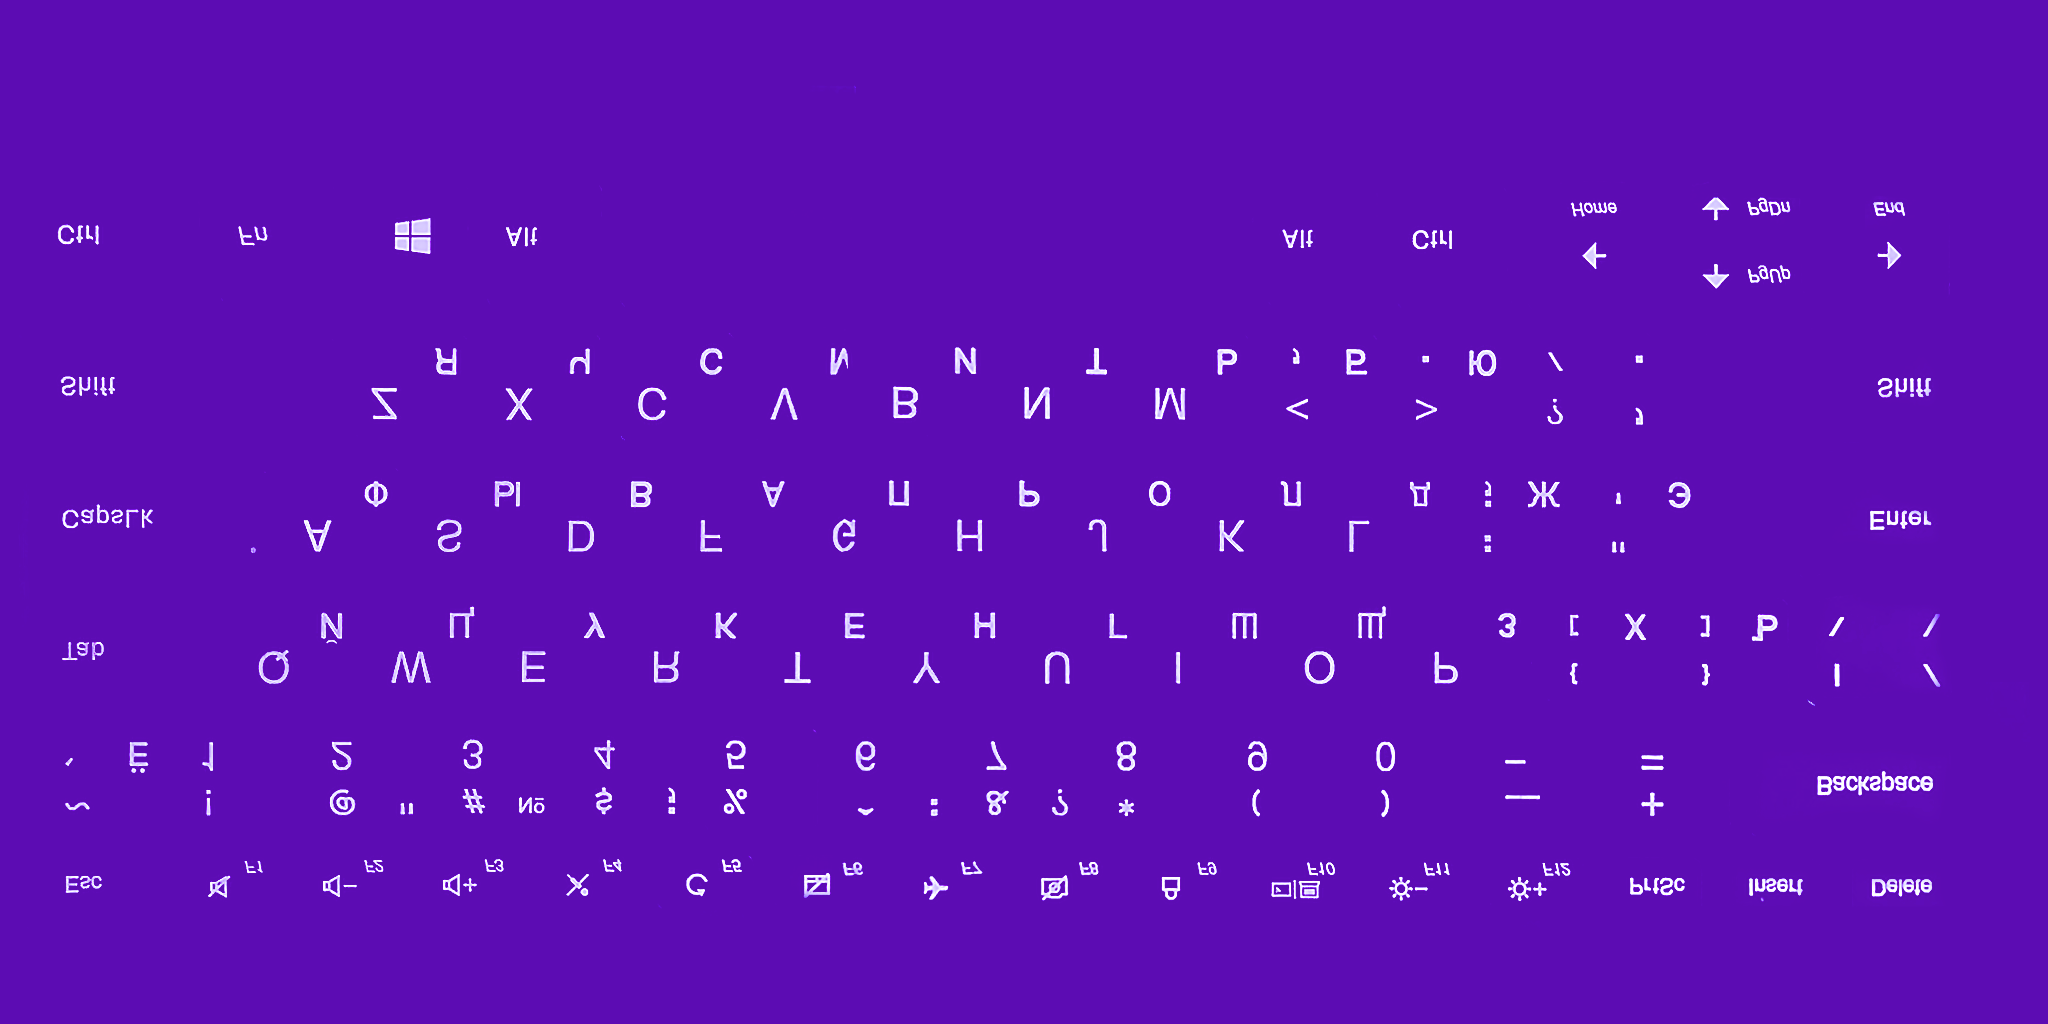 Esc F1 F2 F3 F4 F5 F6 F7 F8 F9 F10 F11 F12 PrtSc Insert Delete
~ ! @ " # № $ ; % ^ : & ? * ( ) — +
` Ё 1 2 3 4 5 6 7 8 9 0 - = Backspace
Tab Q W E R T Y U I O P { } | \
Й Ц У К Е Н Г Ш Щ З [ Х ] Ъ \ /
CapsLk A S D F G H J K L : " Enter
Ф Ы В А П Р О Л Д ; Ж ' Э
Shift Z X C V B N M < > ? , Shift
Я Ч С М И Т Ь , Б . Ю / .
Ctrl Fn Alt Alt Ctrl PgUp
Home PgDn End